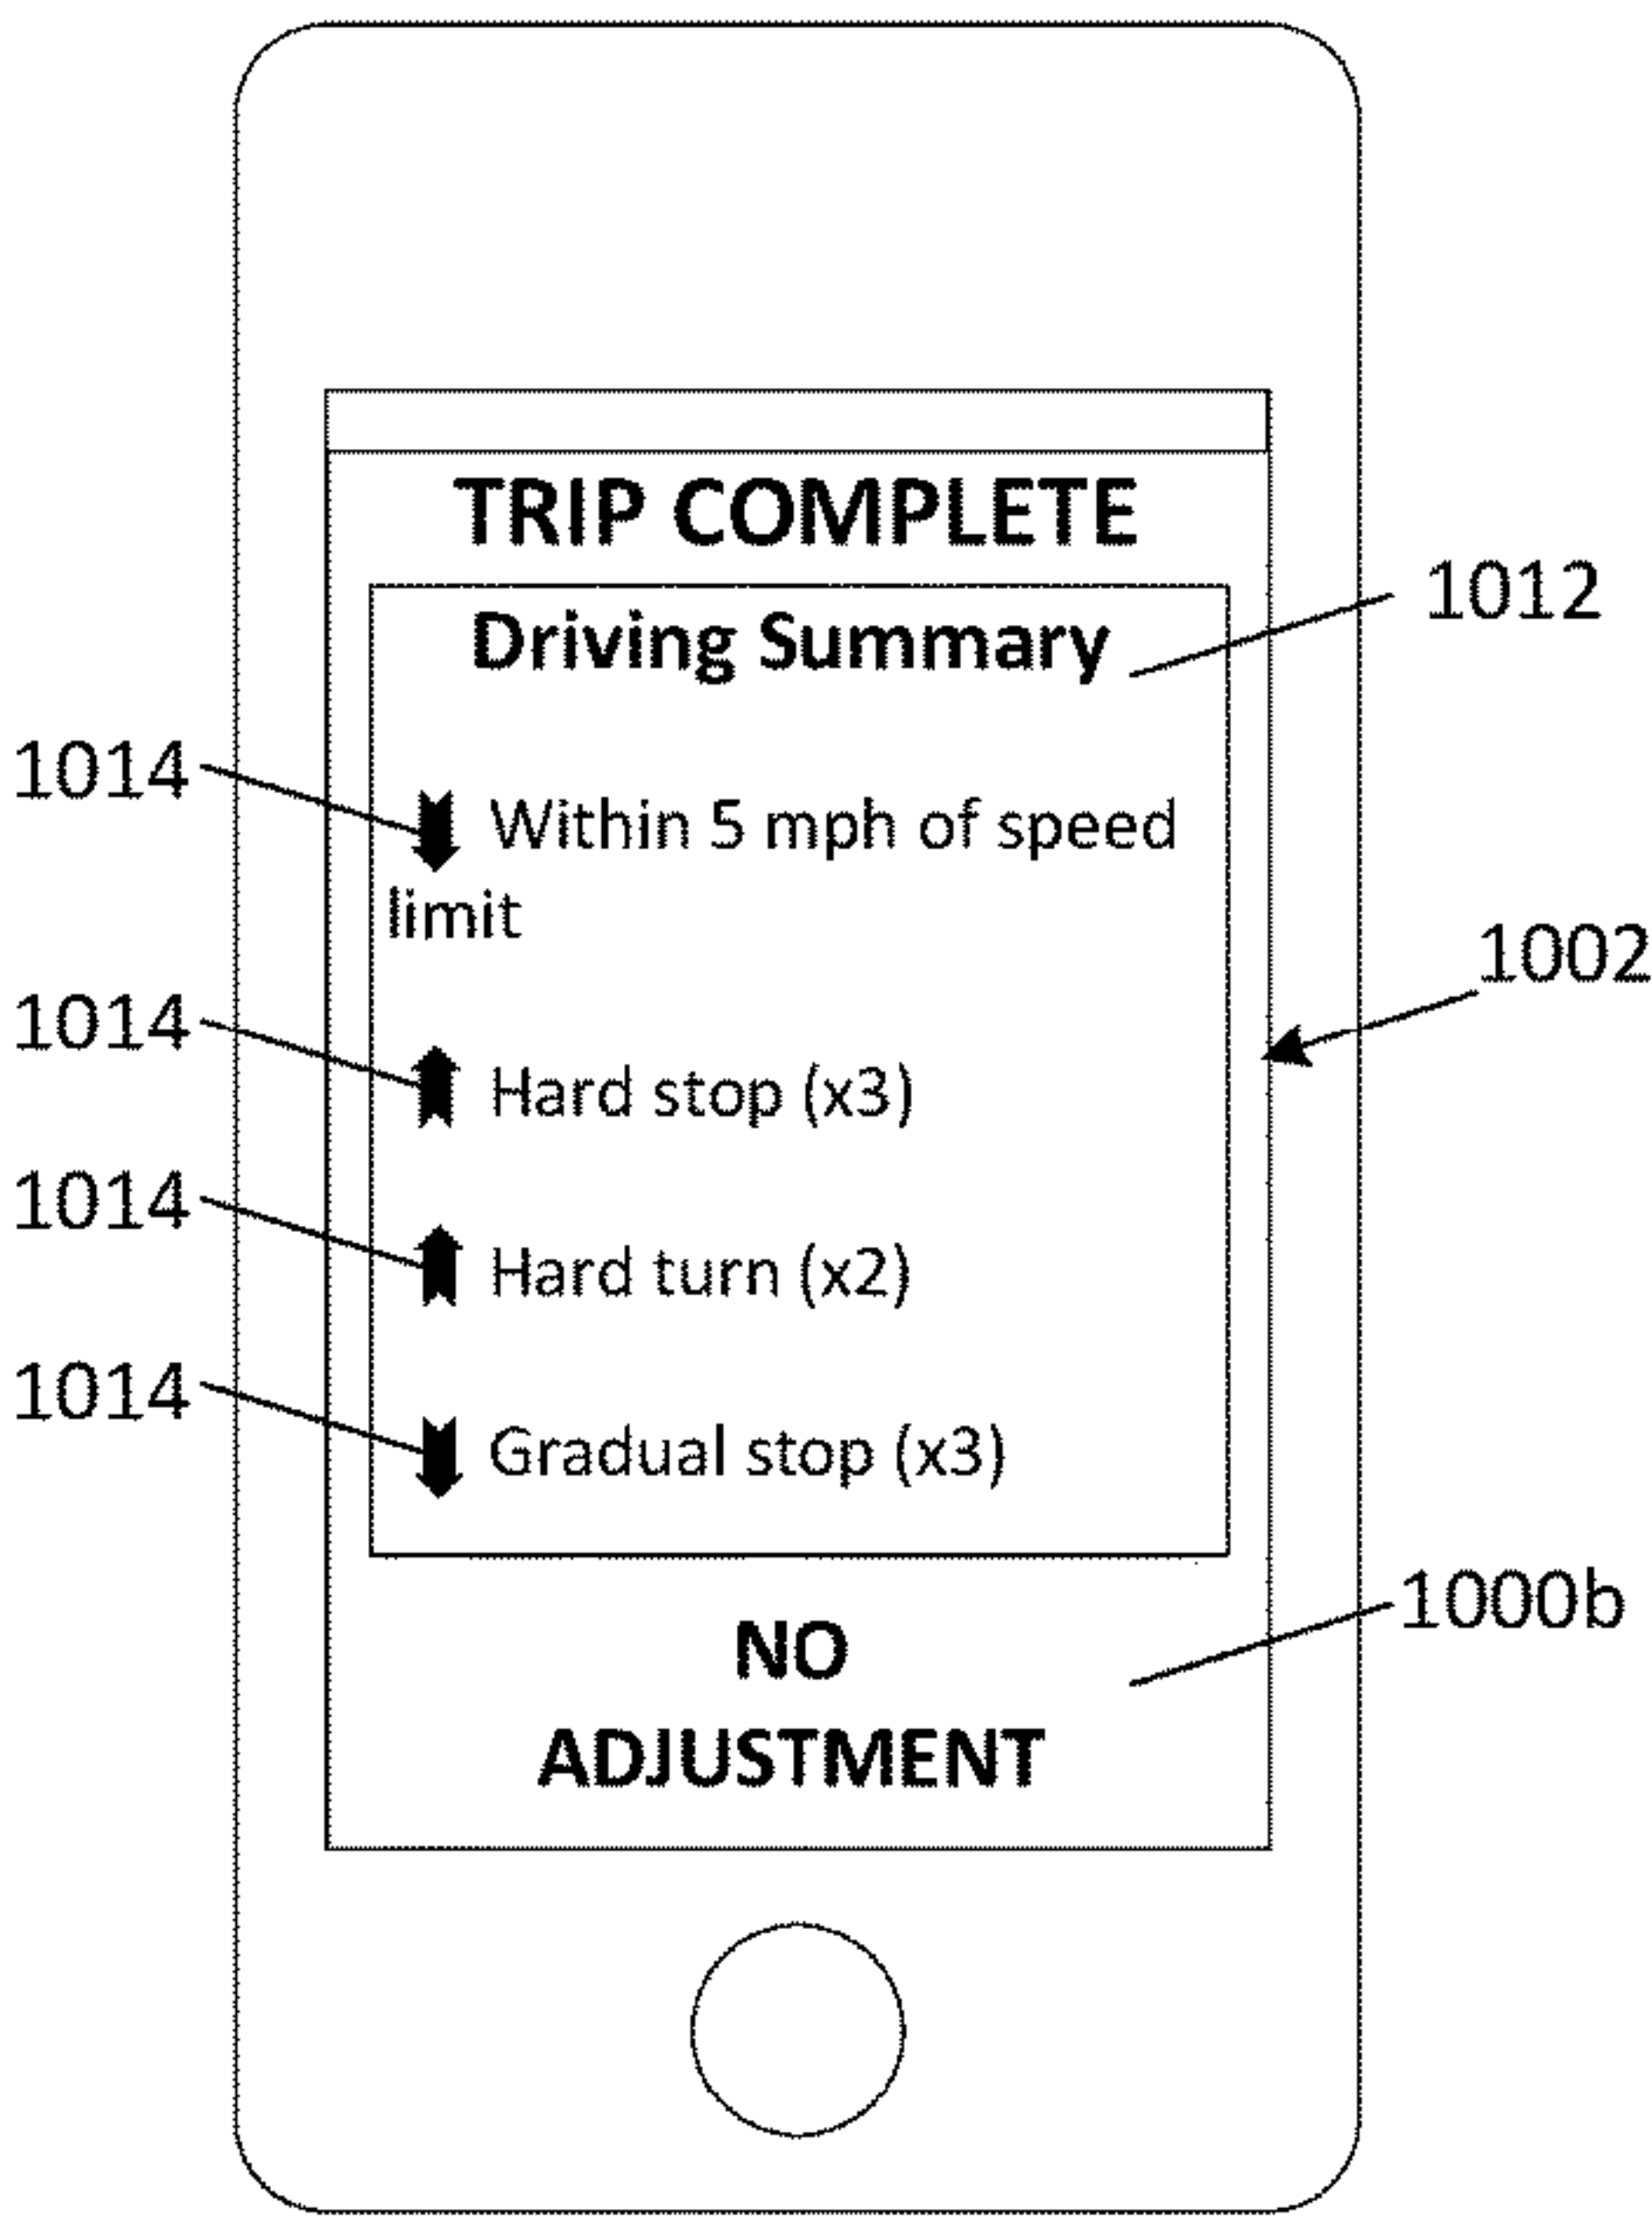 TRIP COMPLETE
1012
Driving Summary
1014
Within 5 mph of speed
limit
1002
1014
Hard stop (x3)
1014
Hard turn (x2)
1014
Gradual stop (x3)
1000b
NO
ADJUSTMENT